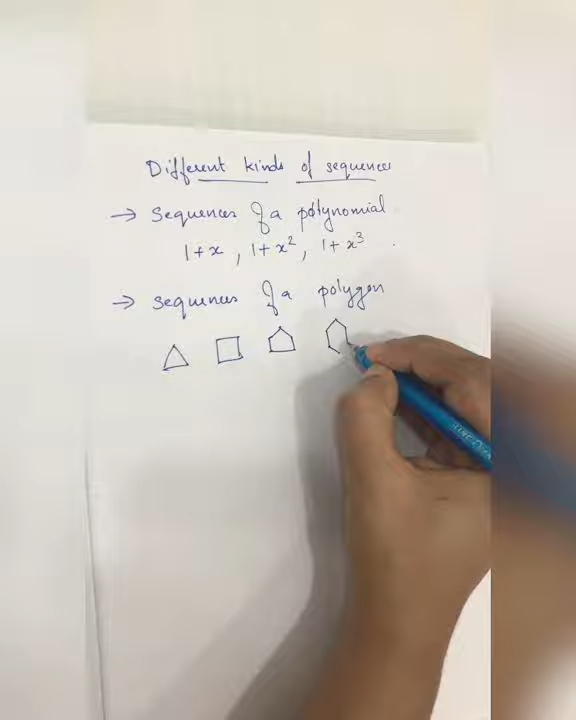 Different kinds of sequences
→ Sequences of a polynomial
1+x, 1+x², 1+x³ .
→ sequences of a polygon